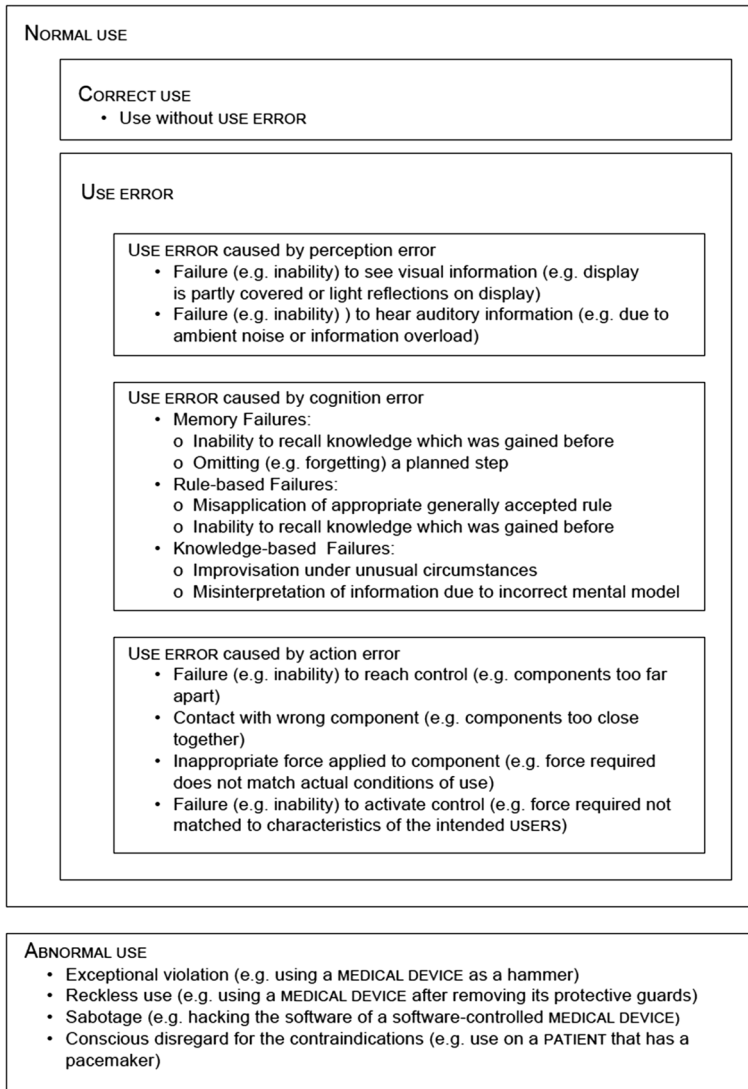 NORMAL USE
CORRECT USE
• Use without USE ERROR
USE ERROR
USE ERROR caused by perception error
• Failure (e.g. inability) to see visual information (e.g. display
is partly covered or light reflections on display)
• Failure (e.g. inability) ) to hear auditory information (e.g. due to
ambient noise or information overload)
USE ERROR caused by cognition error
• Memory Failures:
o Inability to recall knowledge which was gained before
o Omitting (e.g. forgetting) a planned step
• Rule-based Failures:
o Misapplication of appropriate generally accepted rule
o Inability to recall knowledge which was gained before
• Knowledge-based Failures:
o Improvisation under unusual circumstances
o Misinterpretation of information due to incorrect mental model
USE ERROR caused by action error
• Failure (e.g. inability) to reach control (e.g. components too far
apart)
• Contact with wrong component (e.g. components too close
together)
• Inappropriate force applied to component (e.g. force required
does not match actual conditions of use)
• Failure (e.g. inability) to activate control (e.g. force required not
matched to characteristics of the intended USERS)
ABNORMAL USE
• Exceptional violation (e.g. using a MEDICAL DEVICE as a hammer)
• Reckless use (e.g. using a MEDICAL DEVICE after removing its protective guards)
• Sabotage (e.g. hacking the software of a software-controlled MEDICAL DEVICE)
• Conscious disregard for the contraindications (e.g. use on a PATIENT that has a
pacemaker)